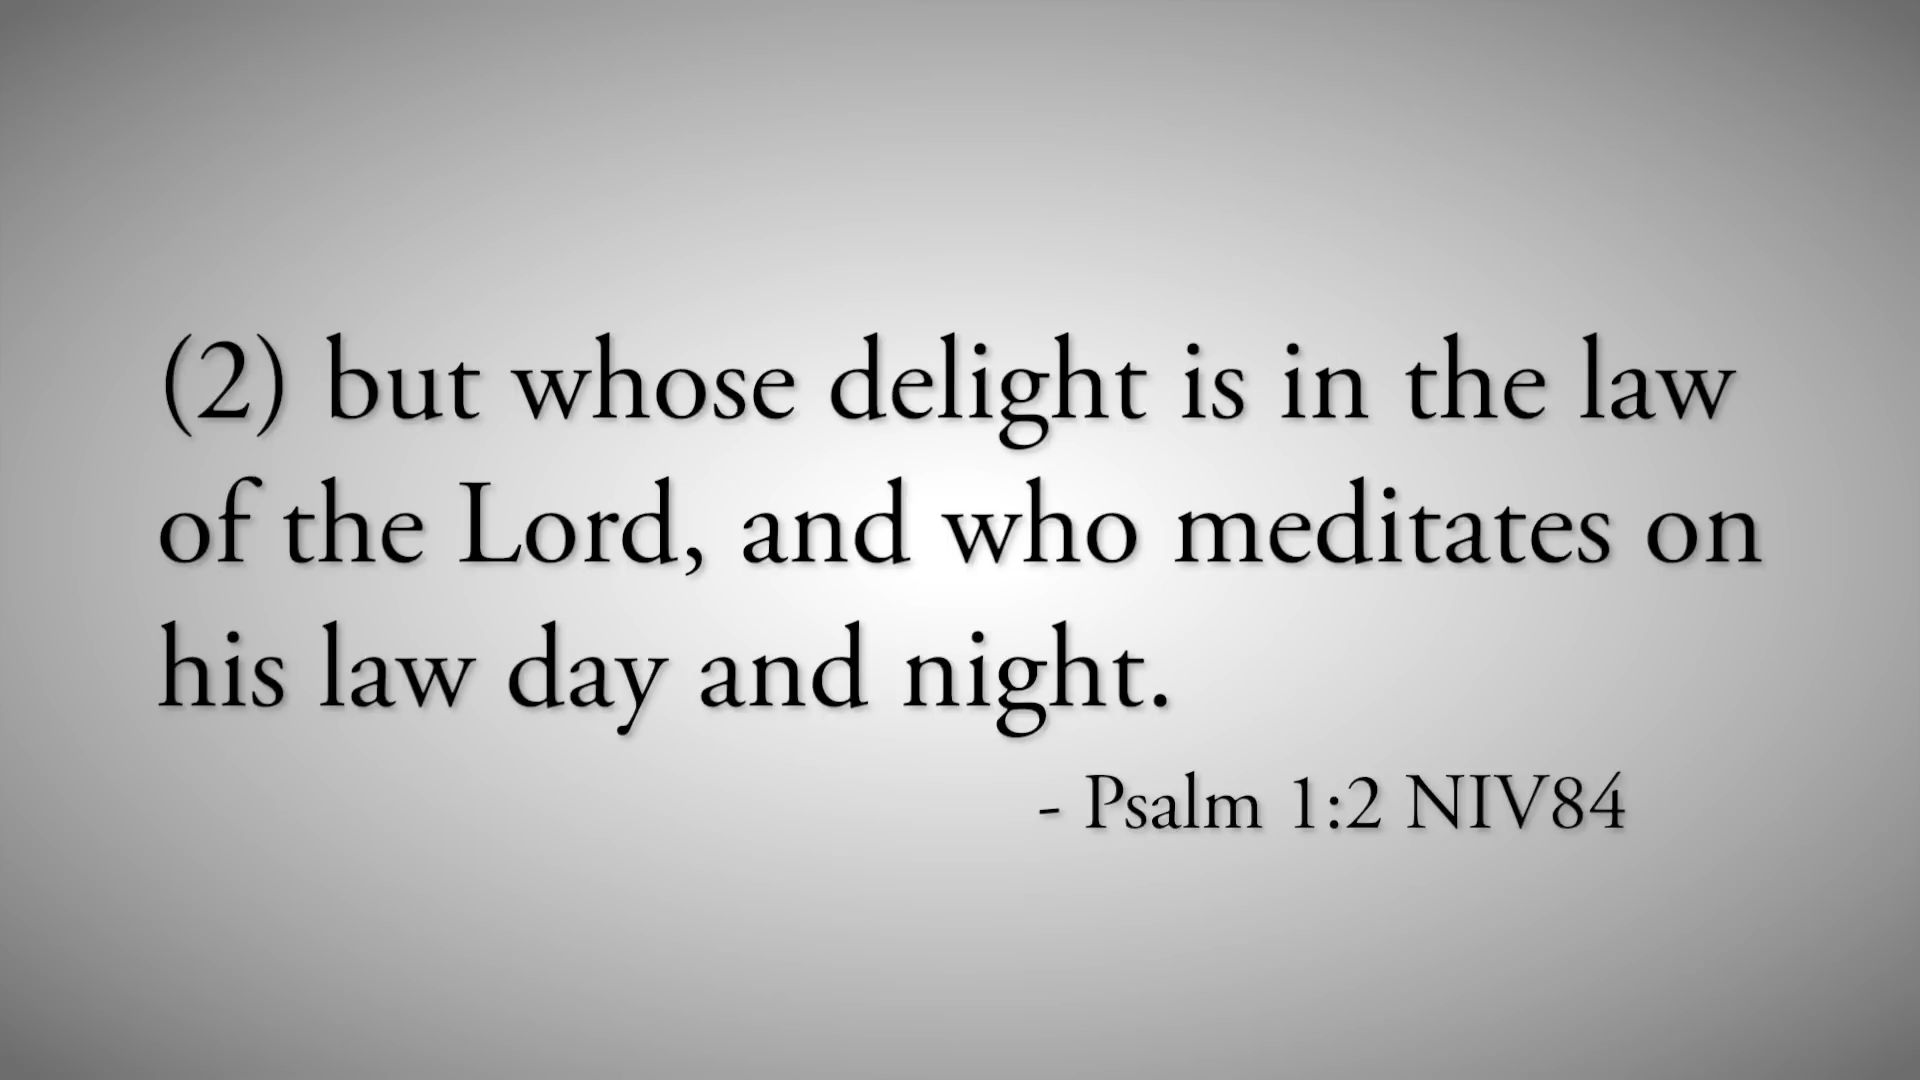 (2) but whose delight is in the law
of the Lord, and who meditates on
his law day and night.
- Psalm 1:2 NIV84